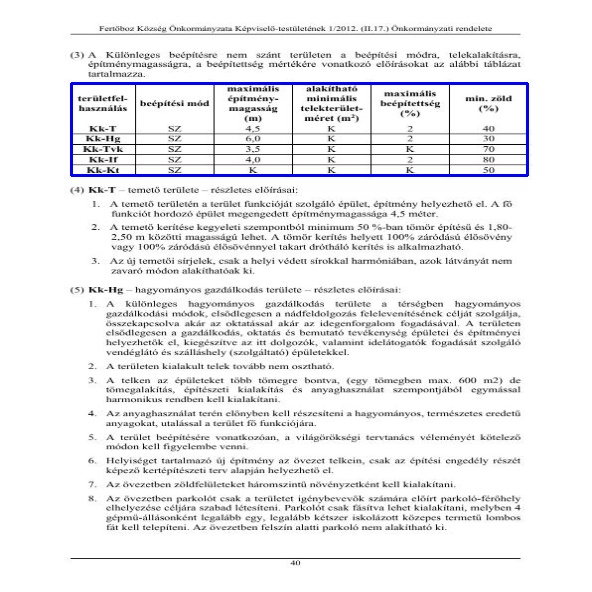 Fertőboz Község Önkormányzata Képviselő-testületének 1/2012. (II.17.) Önkormányzati rendelete
(3) A Különleges beépítésre nem szánt területen a beépítési módra, telekalakításra,
építménymagasságra, a beépítettség mértékére vonatkozó előírásokat az alábbi táblázat
tartalmazza.
területfel-használás beépítési mód maximális építmény-magasság (m) alakítható minimális telekterület-méret (m²) maximális beépítettség (%) min. zöld (%)
Kk-T SZ 4,5 K 2 40
Kk-Hg SZ 6,0 K 2 30
Kk-Tvk SZ 3,5 K K 70
Kk-If SZ 4,0 K 2 80
Kk-Kt SZ K K K 50
(4) Kk-T – temető területe – részletes előírásai:
1. A temető területén a terület funkcióját szolgáló épület, építmény helyezhető el. A fő
funkciót hordozó épület megengedett építménymagassága 4,5 méter.
2. A temető kerítése kegyeleti szempontból minimum 50 %-ban tömör építésű és 1,80-
2,50 m közötti magasságú lehet. A tömör kerítés helyett 100% záródású élősövény
vagy 100% záródású élősövénnyel takart drótháló kerítés is alkalmazható.
3. Az új temetői sírjelek, csak a helyi védett sírokkal harmóniában, azok látványát nem
zavaró módon alakíthatóak ki.
(5) Kk-Hg – hagyományos gazdálkodás területe – részletes előírásai:
1. A különleges hagyományos gazdálkodás területe a térségben hagyományos
gazdálkodási módok, elsődlegesen a nádfeldolgozás felelevenítésének célját szolgálja,
összekapcsolva akár az oktatással akár az idegenforgalom fogadásával. A területen
elsődlegesen a gazdálkodás, oktatás és bemutató tevékenység épületei és építményei
helyezhetők el, kiegészítve az itt dolgozók, valamint idelátogatók fogadását szolgáló
vendéglátó és szálláshely (szolgáltató) épületekkel.
2. A területen kialakult telek tovább nem osztható.
3. A telken az épületeket több tömegre bontva, (egy tömegben max. 600 m2) de
tömegalakítás, építészeti kialakítás és anyaghasználat szempontjából egymással
harmonikus rendben kell kialakítani.
4. Az anyaghasználat terén előnyben kell részesíteni a hagyományos, természetes eredetű
anyagokat, utalással a terület fő funkciójára.
5. A terület beépítésére vonatkozóan, a világörökségi tervtanács véleményét kötelező
módon kell figyelembe venni.
6. Helyiséget tartalmazó új építmény az övezet telkein, csak az építési engedély részét
képező kertépítészeti terv alapján helyezhető el.
7. Az övezetben zöldfelületeket háromszintű növényzetként kell kialakítani.
8. Az övezetben parkolót csak a területet igénybevevők számára előírt parkoló-férőhely
elhelyezése céljára szabad létesíteni. Parkolót csak fásítva lehet kialakítani, melyben 4
gépmű-állásonként legalább egy, legalább kétszer iskolázott közepes termetű lombos
fát kell telepíteni. Az övezetben felszín alatti parkoló nem alakítható ki.
40